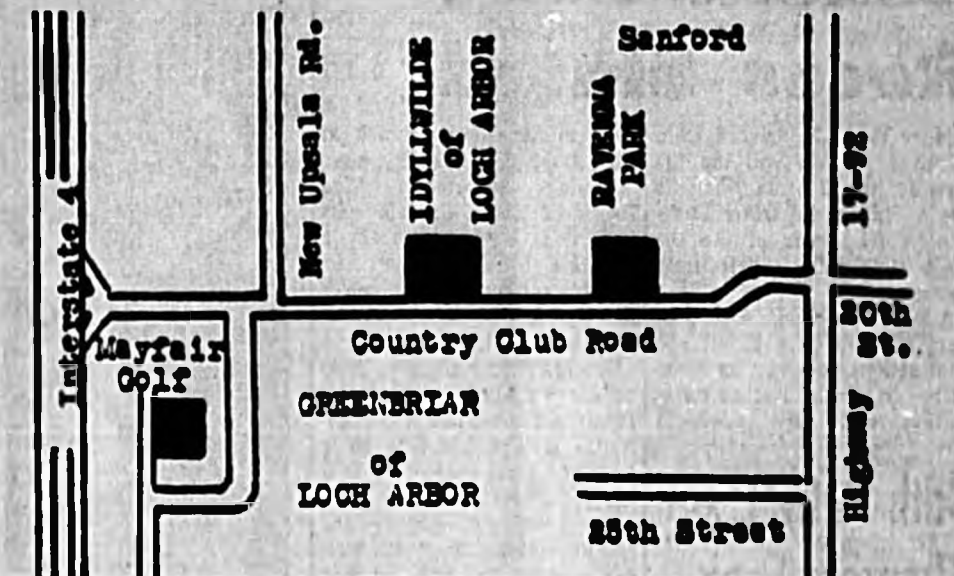 Sanford
New Upsala Rd.
IDYLLWILDE
of
LOCH ARBOR
RAVENNA
PARK
17-92
Interstate 4
Country Club Road
20th
St.
Mayfair
Golf
GREENBRIAR
of
LOCH ARBOR
Highway
25th Street